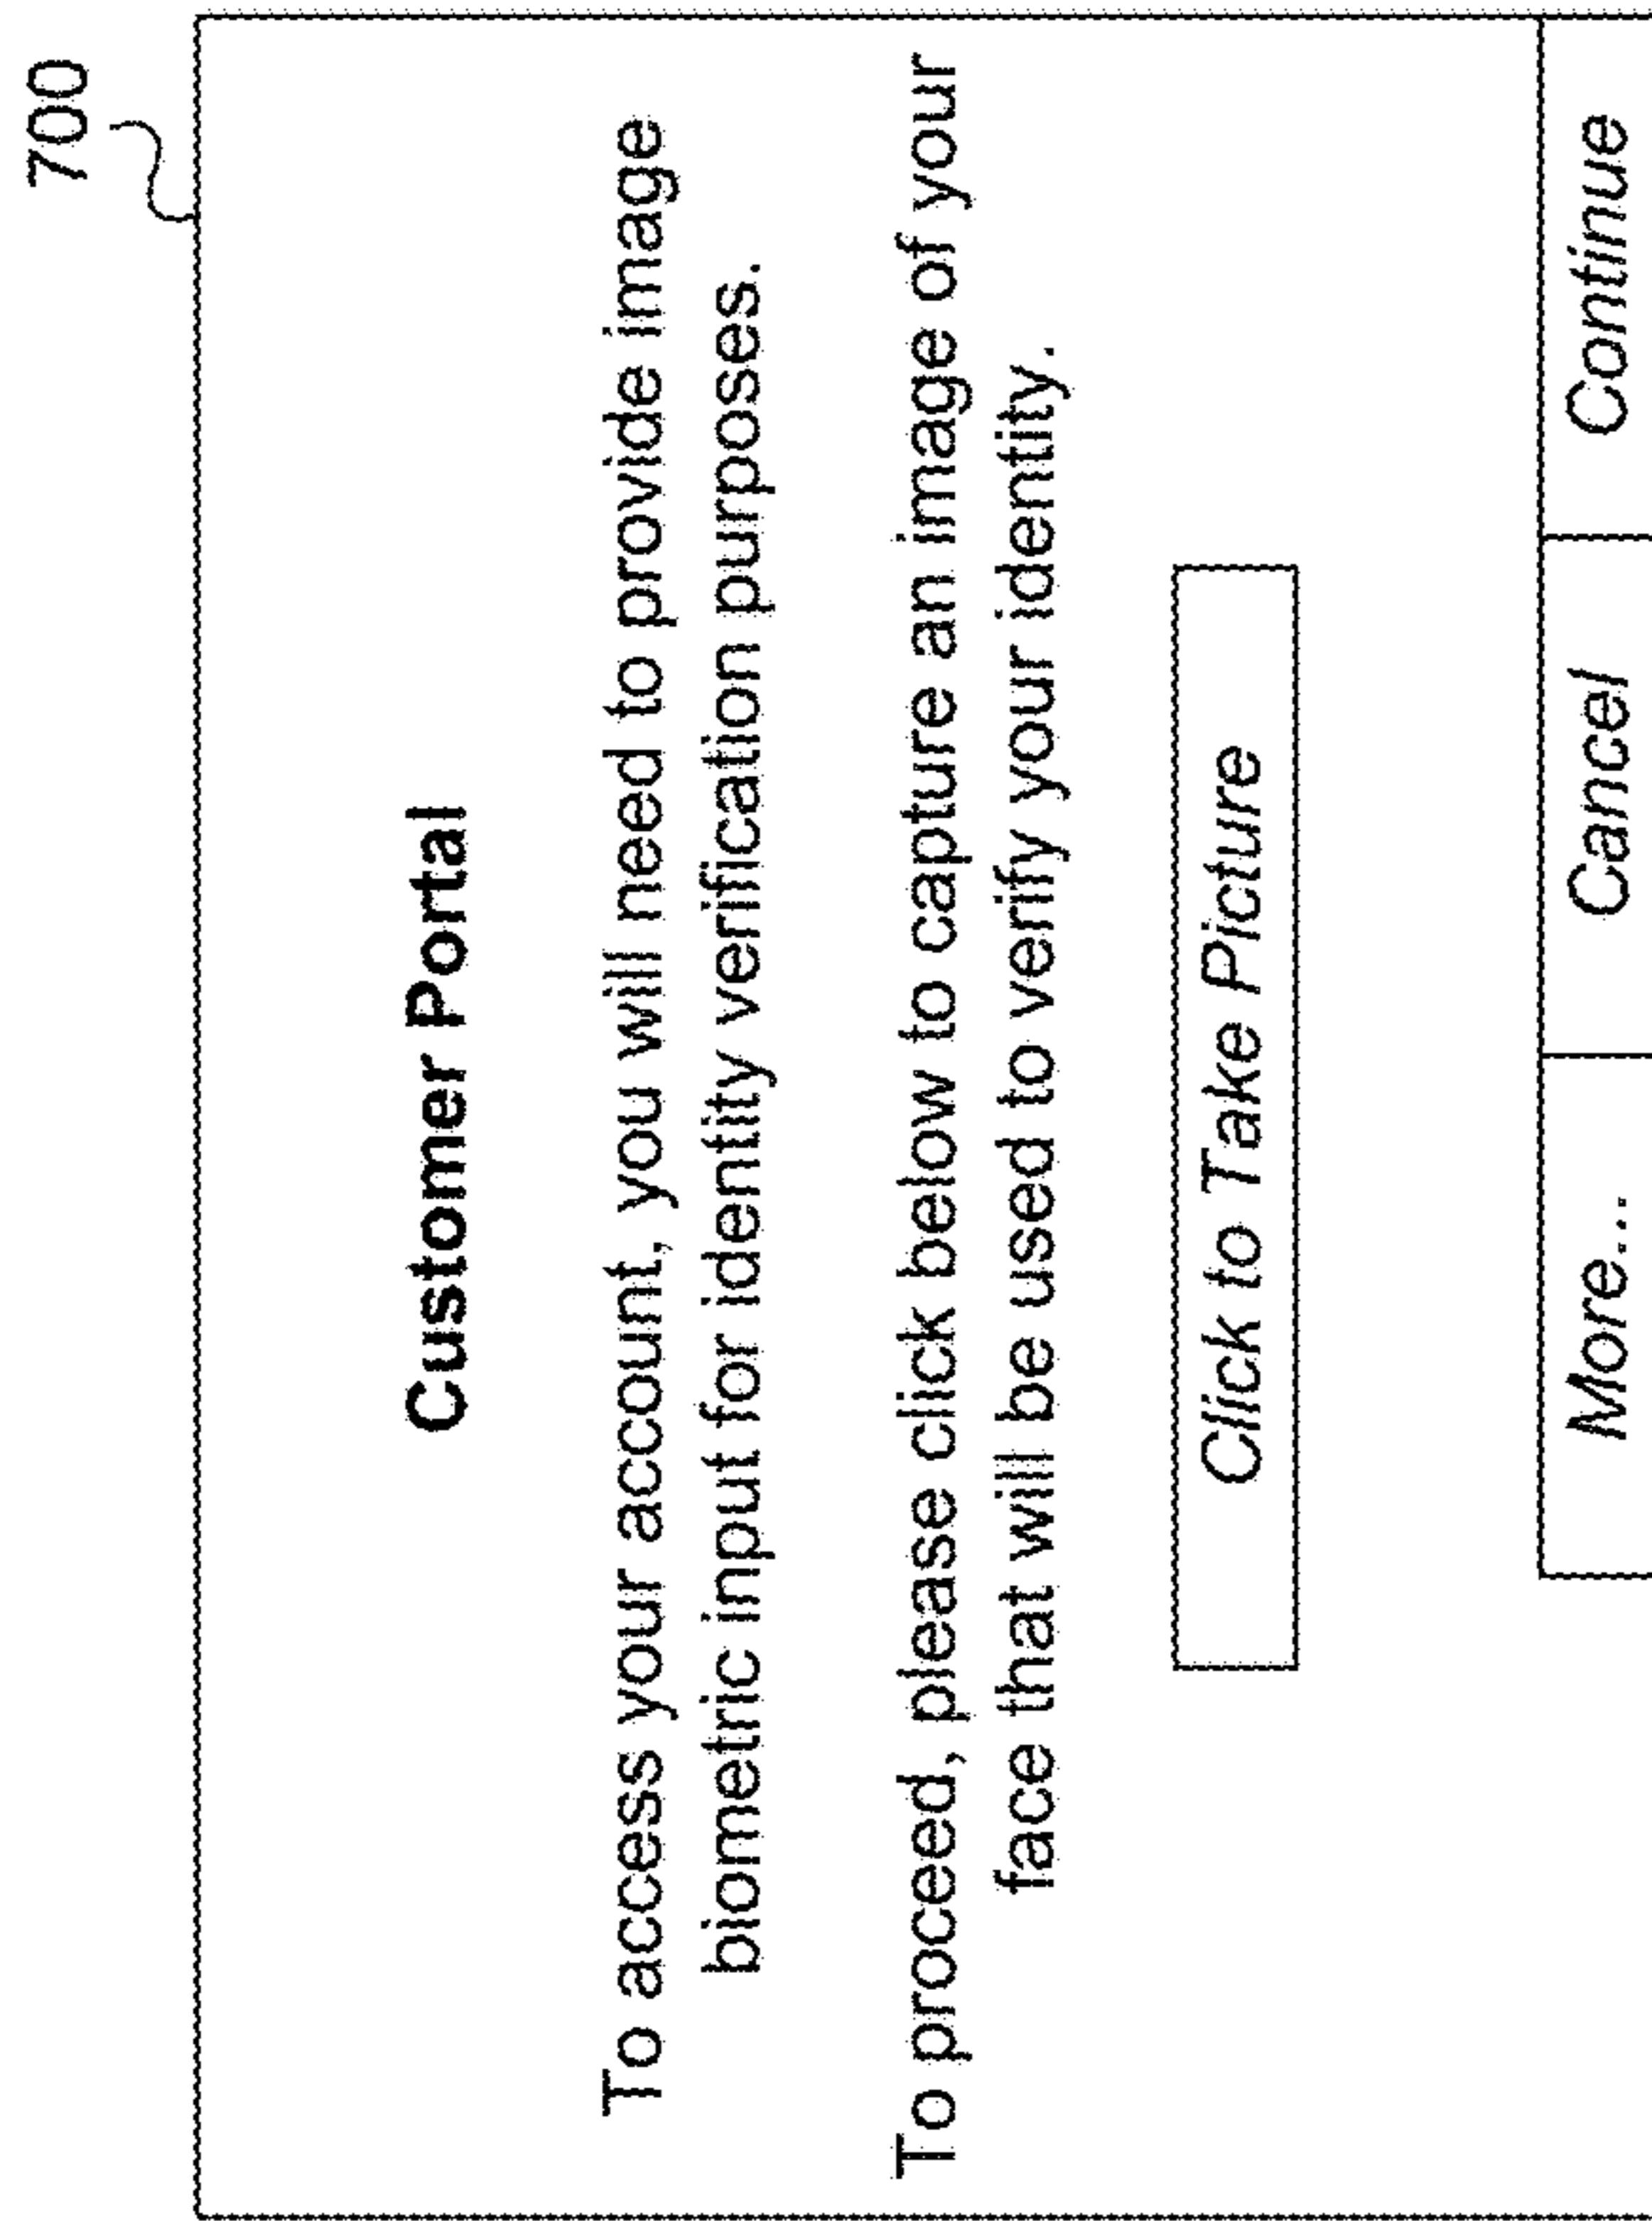 700
Customer Portal
To access your account, you will need to provide image
biometric input for identity verification purposes.
To proceed, please click below to capture an image of your
face that will be used to verify your identity.
Click to Take Picture
More...
Cancel
Continue